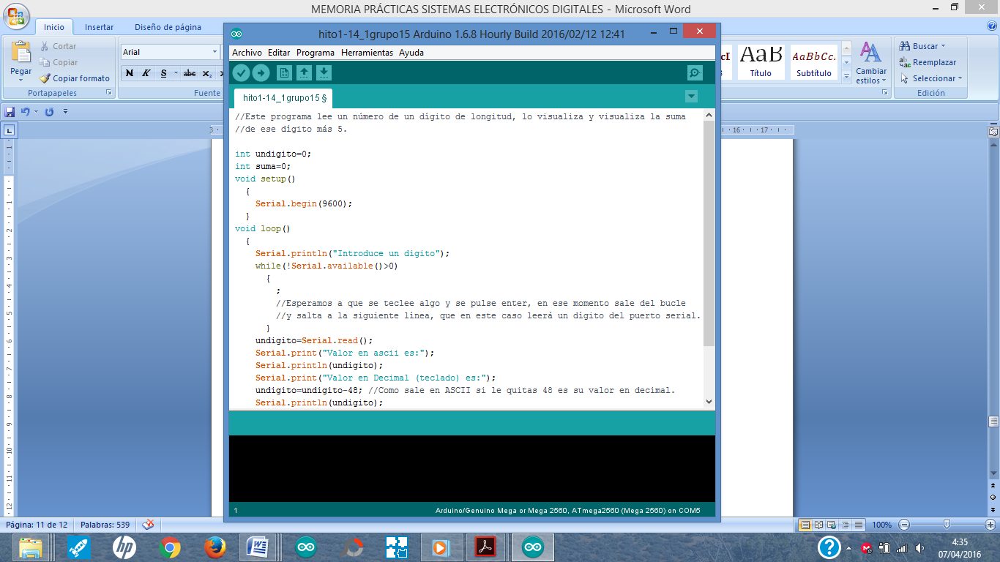 MEMORIA PRÁCTICAS SISTEMAS ELECTRÓNICOS DIGITALES - Microsoft Word
Inicio Insertar Diseño de página
Cortar
Copiar
Copiar formato
Pegar
Portapapeles
Arial
N K S abc x₂
Fuente
AaB
Título
AaBbCc
Subtítulo
Cambiar estilos
Buscar
Reemplazar
Seleccionar
Edición
hito1-14_1grupo15 Arduino 1.6.8 Hourly Build 2016/02/12 12:41
Archivo Editar Programa Herramientas Ayuda
hito1-14_1grupo15 §
//Este programa lee un número de un dígito de longitud, lo visualiza y visualiza la suma
//de ese dígito más 5.
int undigito=0;
int suma=0;
void setup()
{
Serial.begin(9600);
}
void loop()
{
Serial.println("Introduce un digito");
while(!Serial.available()>0)
{
;
//Esperamos a que se teclee algo y se pulse enter, en ese momento sale del bucle
//y salta a la siguiente línea, que en este caso leerá un dígito del puerto serial.
}
undigito=Serial.read();
Serial.print("Valor en ascii es:");
Serial.println(undigito);
Serial.print("Valor en Decimal (teclado) es:");
undigito=undigito-48; //Como sale en ASCII si le quitas 48 es su valor en decimal.
Serial.println(undigito);
1
Arduino/Genuino Mega or Mega 2560, ATmega2560 (Mega 2560) on COM5
Página: 11 de 12 Palabras: 539
100%
4:35
07/04/2016